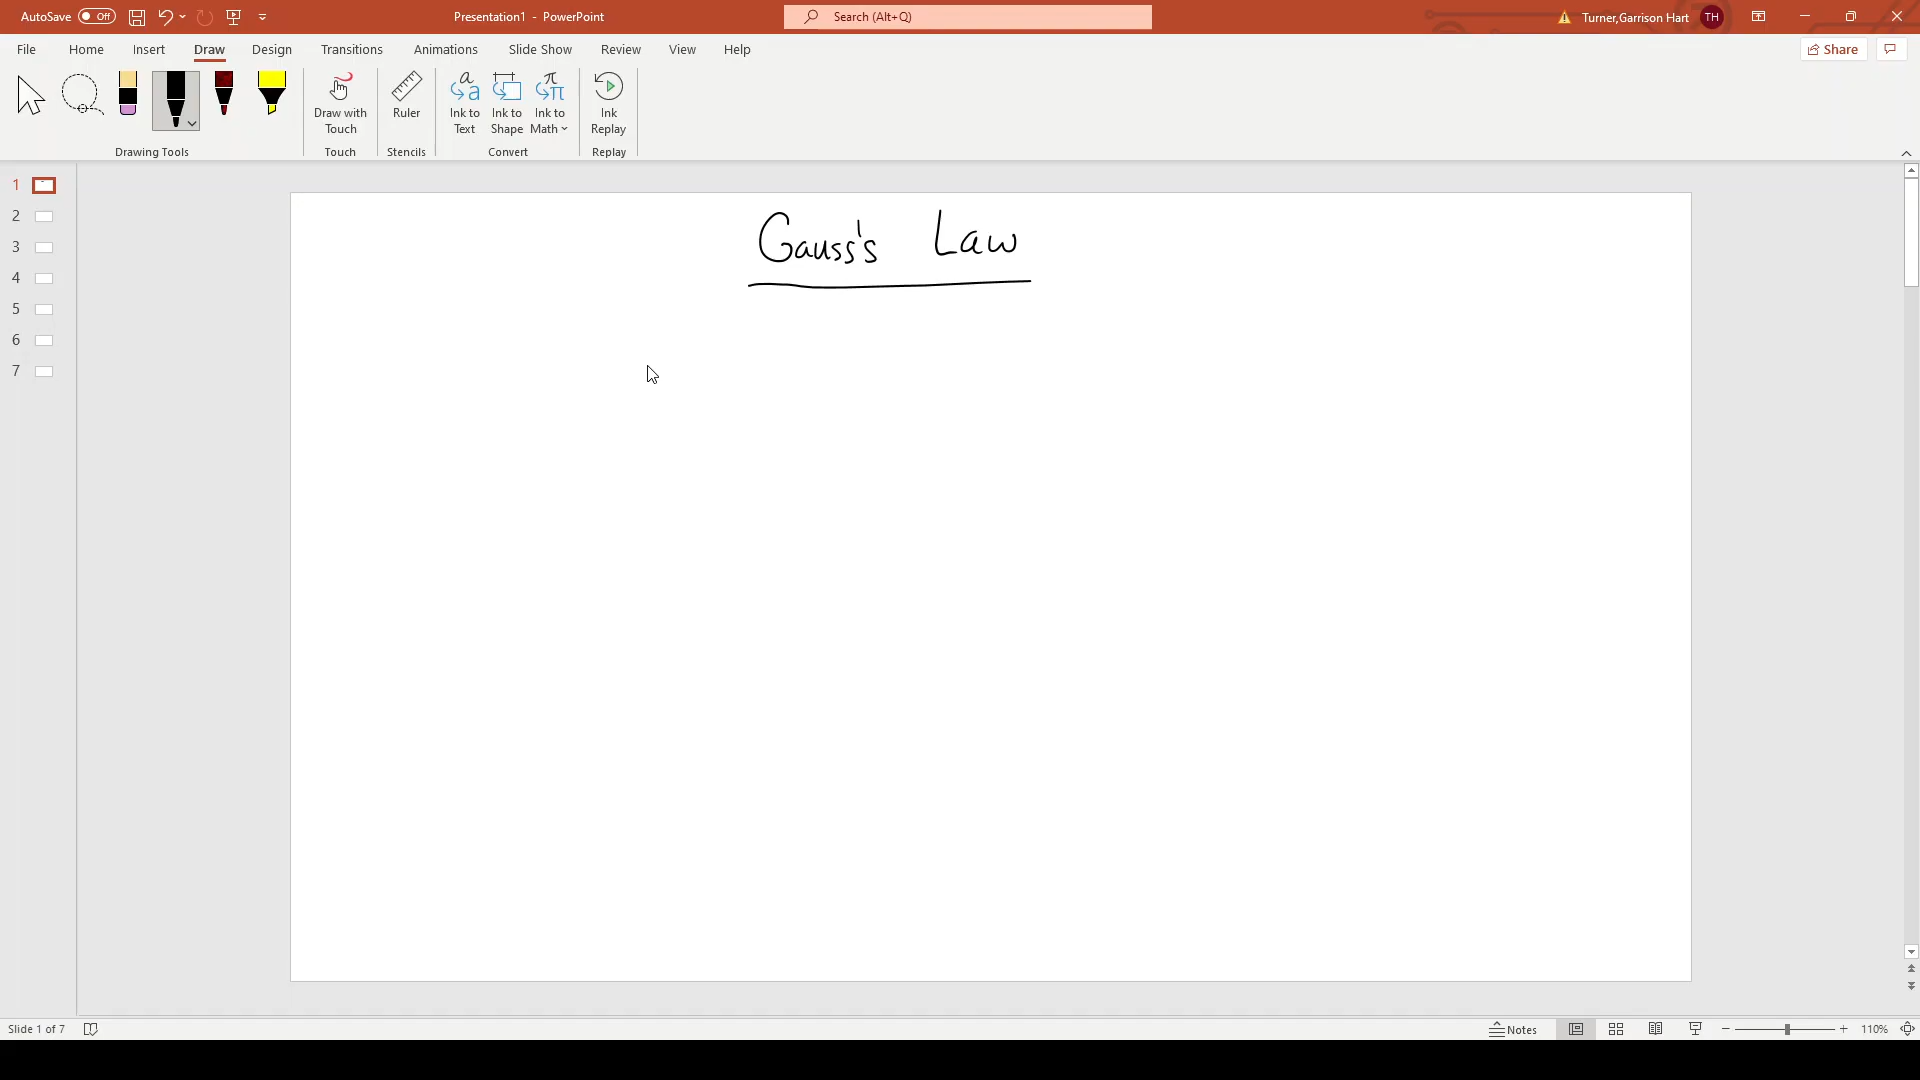 AutoSave Off Presentation1 - PowerPoint Search (Alt+Q) Turner,Garrison Hart TH
File Home Insert Draw Design Transitions Animations Slide Show Review View Help Share
Draw with Touch
Ruler
Ink to Text
Ink to Shape
Ink to Math
Ink Replay
Drawing Tools Touch Stencils Convert Replay
1
2
3
4
5
6
7
Gauss's Law
Slide 1 of 7 Notes 110%